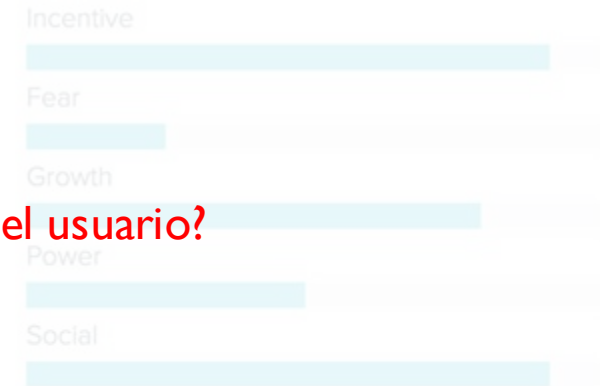 Incentive
Fear
Growth
el usuario?
Power
Social